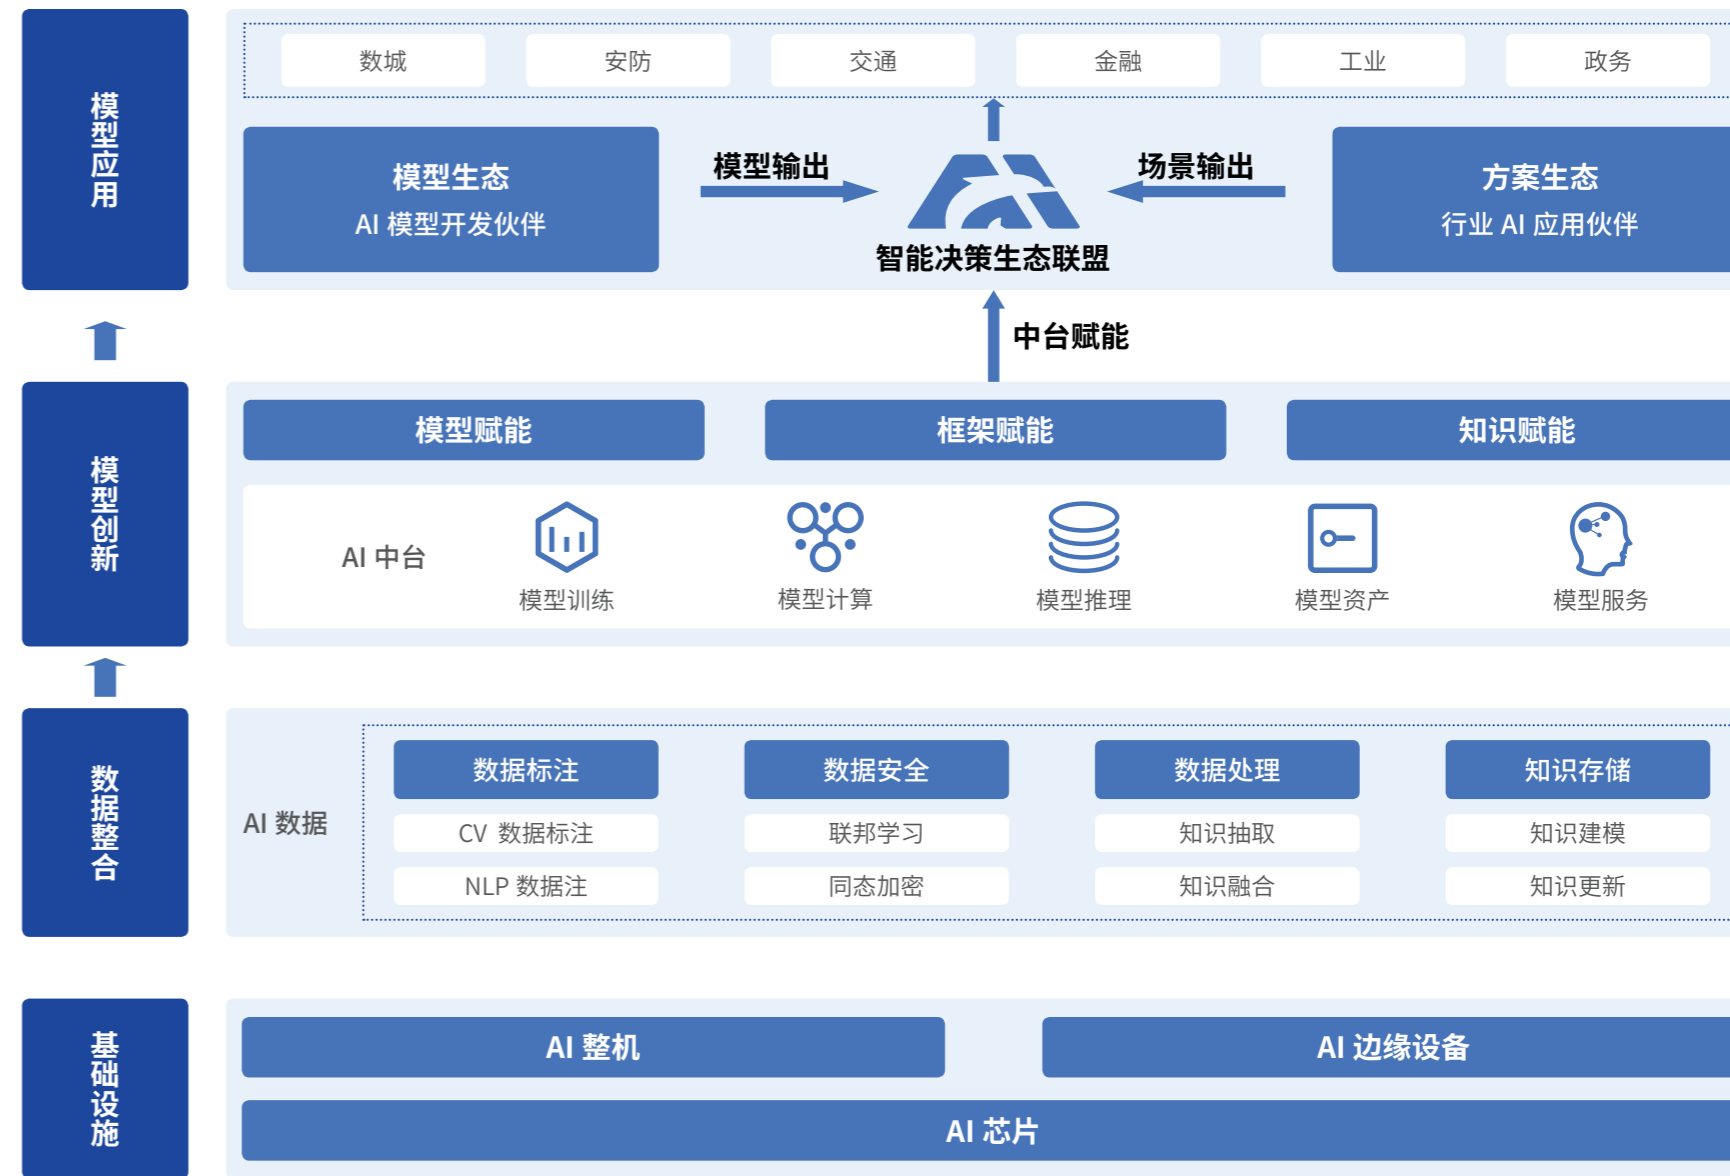 模型应用
数城
安防
交通
金融
工业
政务
模型生态
AI 模型开发伙伴
模型输出
场景输出
方案生态
行业 AI 应用伙伴
智能决策生态联盟
中台赋能
模型创新
模型赋能
框架赋能
知识赋能
AI 中台
模型训练
模型计算
模型推理
模型资产
模型服务
数据整合
AI 数据
数据标注
数据安全
数据处理
知识存储
CV 数据标注
联邦学习
知识抽取
知识建模
NLP 数据注
同态加密
知识融合
知识更新
基础设施
AI 整机
AI 边缘设备
AI 芯片